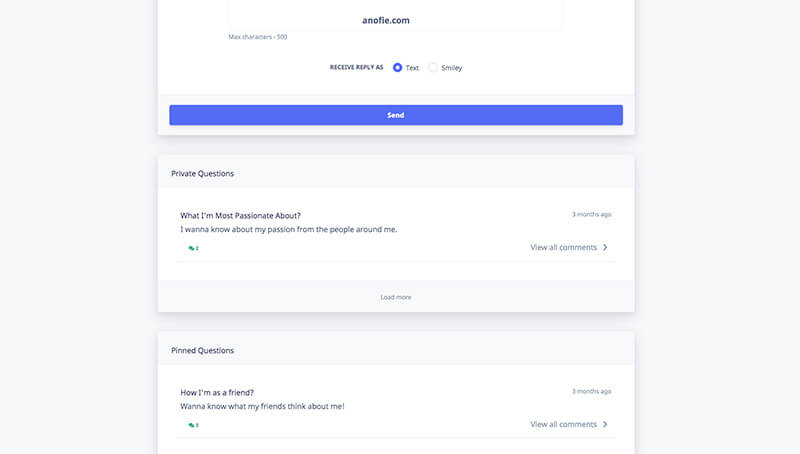 anofie.com
Max characters - 500
RECEIVE REPLY AS Text Smiley
Send
Private Questions
What I'm Most Passionate About? 3 months ago
I wanna know about my passion from the people around me.
2 View all comments
Load more
Pinned Questions
How I'm as a friend? 3 months ago
Wanna know what my friends think about me!
3 View all comments